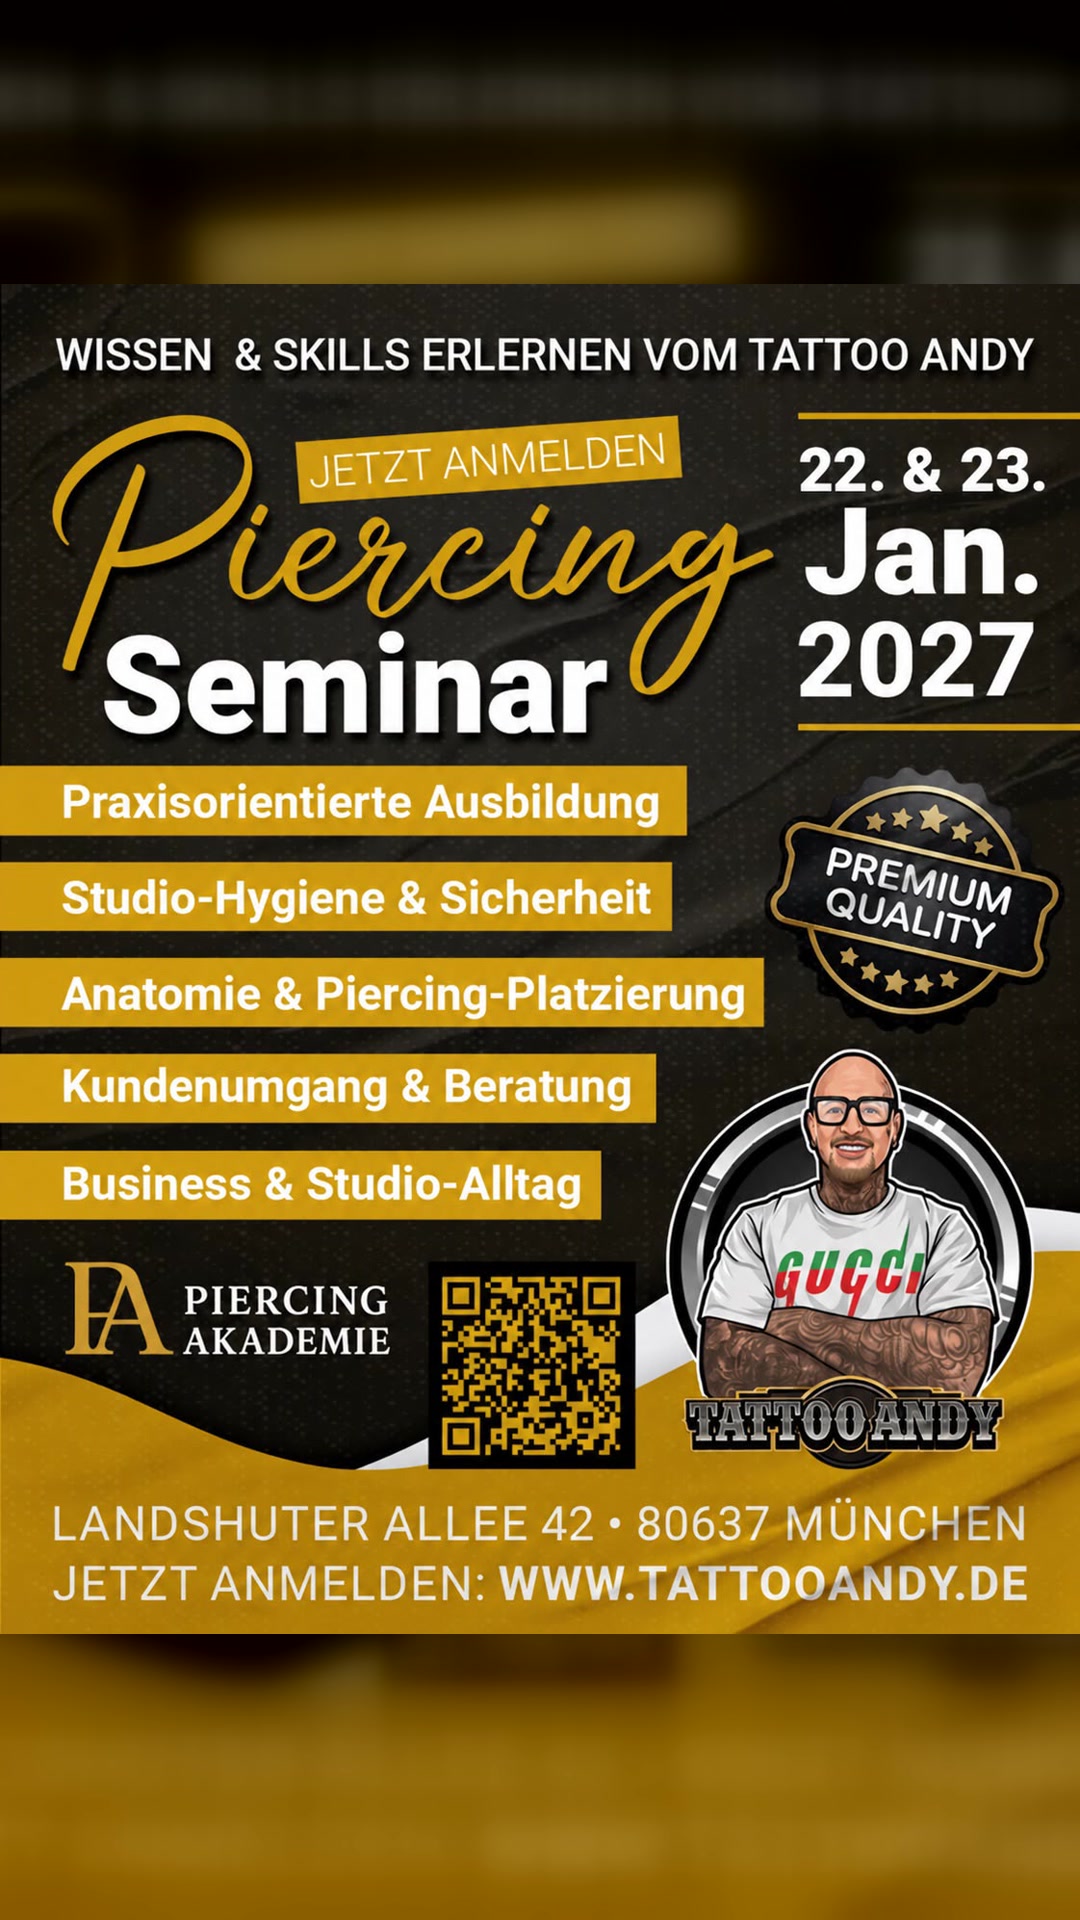 WISSEN & SKILLS ERLERNEN VOM TATTOO ANDY
JETZT ANMELDEN
Piercing
Seminar
22. & 23.
Jan.
2027
Praxisorientierte Ausbildung
Studio-Hygiene & Sicherheit
Anatomie & Piercing-Platzierung
Kundenumgang & Beratung
Business & Studio-Alltag
PREMIUM
QUALITY
GUCCI
TATTOO ANDY
PA
PIERCING
AKADEMIE
LANDSHUTER ALLEE 42 • 80637 MÜNCHEN
JETZT ANMELDEN: WWW.TATTOOANDY.DE